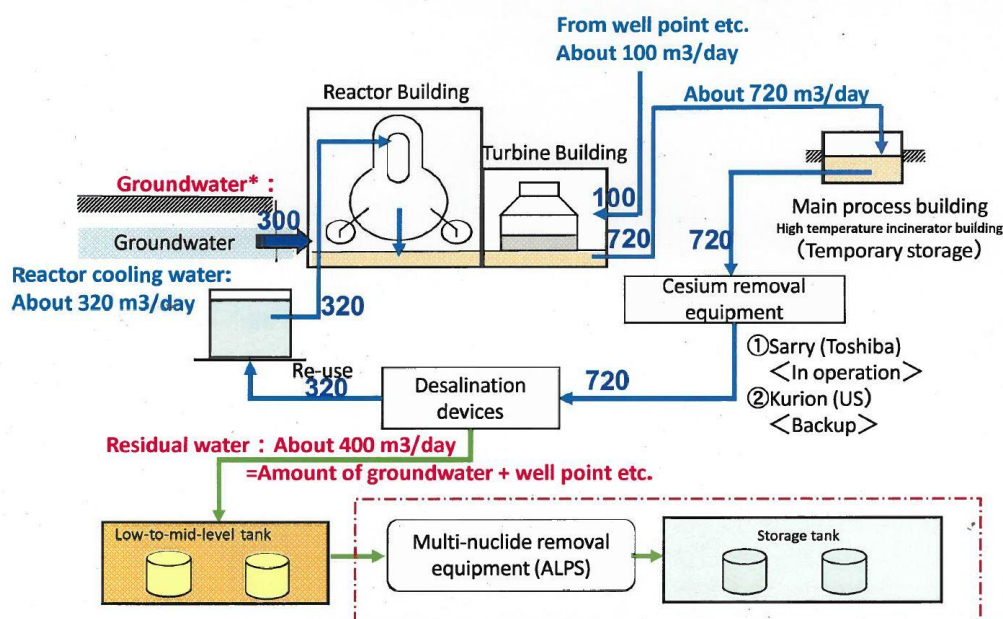 From well point etc.
About 100 m3/day
Reactor Building
About 720 m3/day
Turbine Building
Groundwater* :
100
300
Groundwater
720
720
Main process building
High temperature incinerator building
(Temporary storage)
Reactor cooling water:
About 320 m3/day
320
Cesium removal
equipment
①Sarry (Toshiba)
<In operation>
②Kurion (US)
<Backup>
Re-use
320
Desalination
devices
720
Residual water : About 400 m3/day
=Amount of groundwater + well point etc.
Low-to-mid-level tank
Multi-nuclide removal
equipment (ALPS)
Storage tank